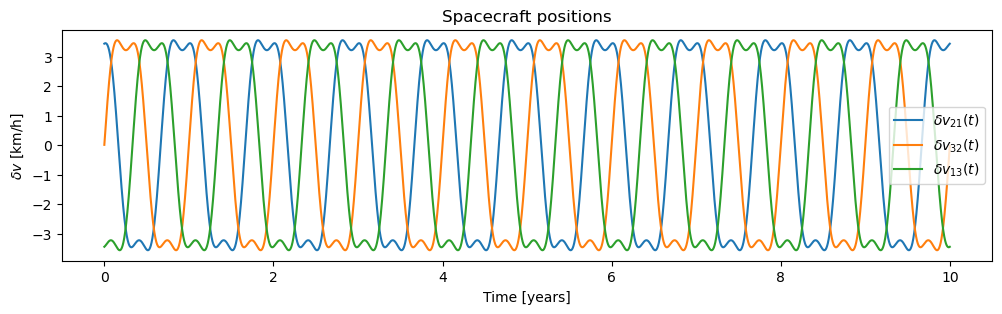 Spacecraft positions
δv [km/h]
3
2
1
0
−1
−2
−3
δv₂₁(t)
δv₃₂(t)
δv₁₃(t)
0 2 4 6 8 10
Time [years]